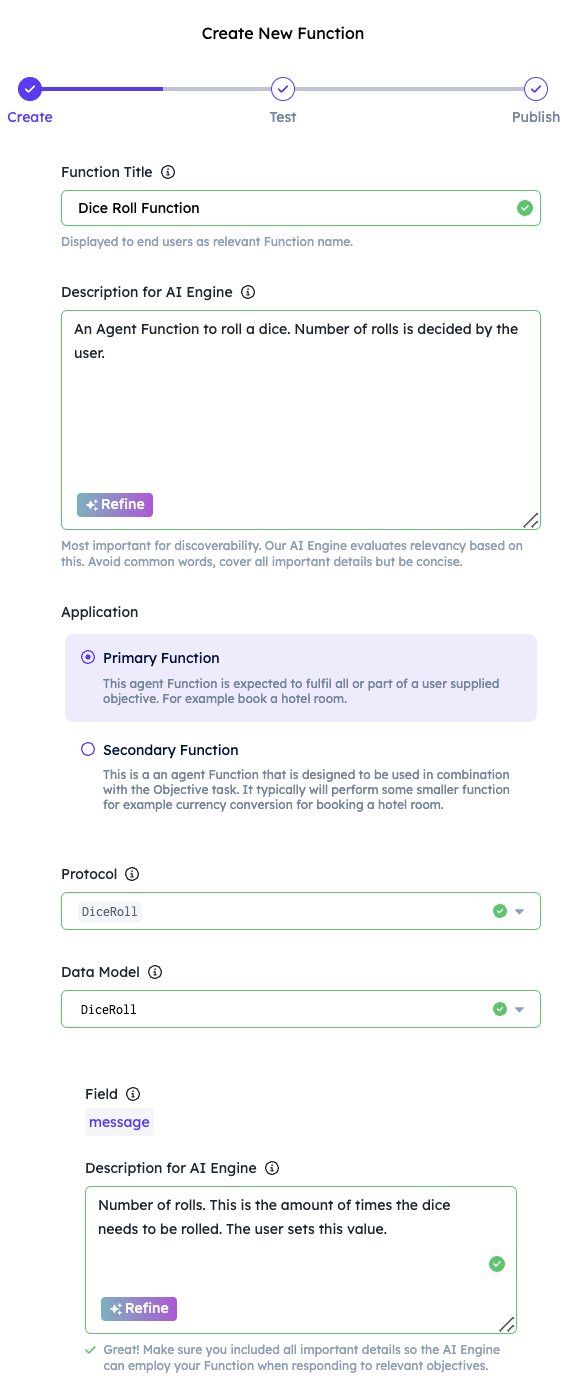 Create New Function
Create
Test
Publish
Function Title
Dice Roll Function
Displayed to end users as relevant Function name.
Description for AI Engine
An Agent Function to roll a dice. Number of rolls is decided by the
user.
Refine
Most important for discoverability. Our AI Engine evaluates relevancy based on
this. Avoid common words, cover all important details but be concise.
Application
Primary Function
This agent Function is expected to fulfil all or part of a user supplied
objective. For example book a hotel room.
Secondary Function
This is a an agent Function that is designed to be used in combination
with the Objective task. It typically will perform some smaller function
for example currency conversion for booking a hotel room.
Protocol
DiceRoll
Data Model
DiceRoll
Field
message
Description for AI Engine
Number of rolls. This is the amount of times the dice
needs to be rolled. The user sets this value.
Refine
Great! Make sure you included all important details so the AI Engine
can employ your Function when responding to relevant objectives.